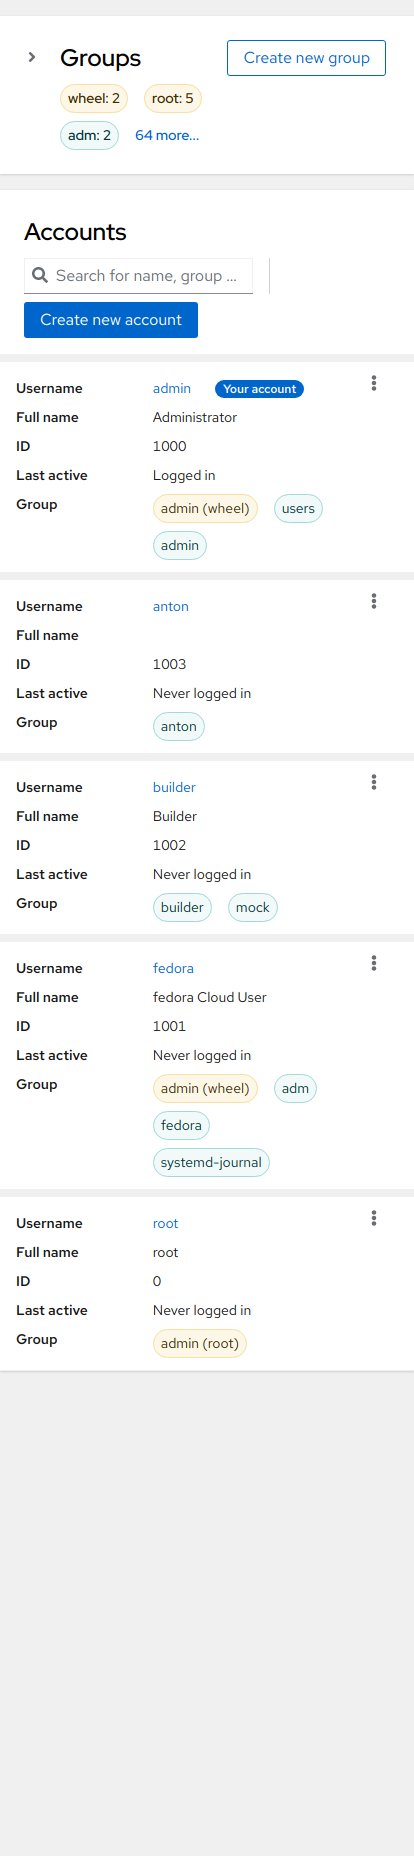 Groups Create new group
wheel: 2 root: 5
adm: 2 64 more...
Accounts
Search for name, group ...
Create new account
Username admin Your account
Full name Administrator
ID 1000
Last active Logged in
Group admin (wheel) users
admin
Username anton
Full name
ID 1003
Last active Never logged in
Group anton
Username builder
Full name Builder
ID 1002
Last active Never logged in
Group builder mock
Username fedora
Full name fedora Cloud User
ID 1001
Last active Never logged in
Group admin (wheel) adm
fedora
systemd-journal
Username root
Full name root
ID 0
Last active Never logged in
Group admin (root)